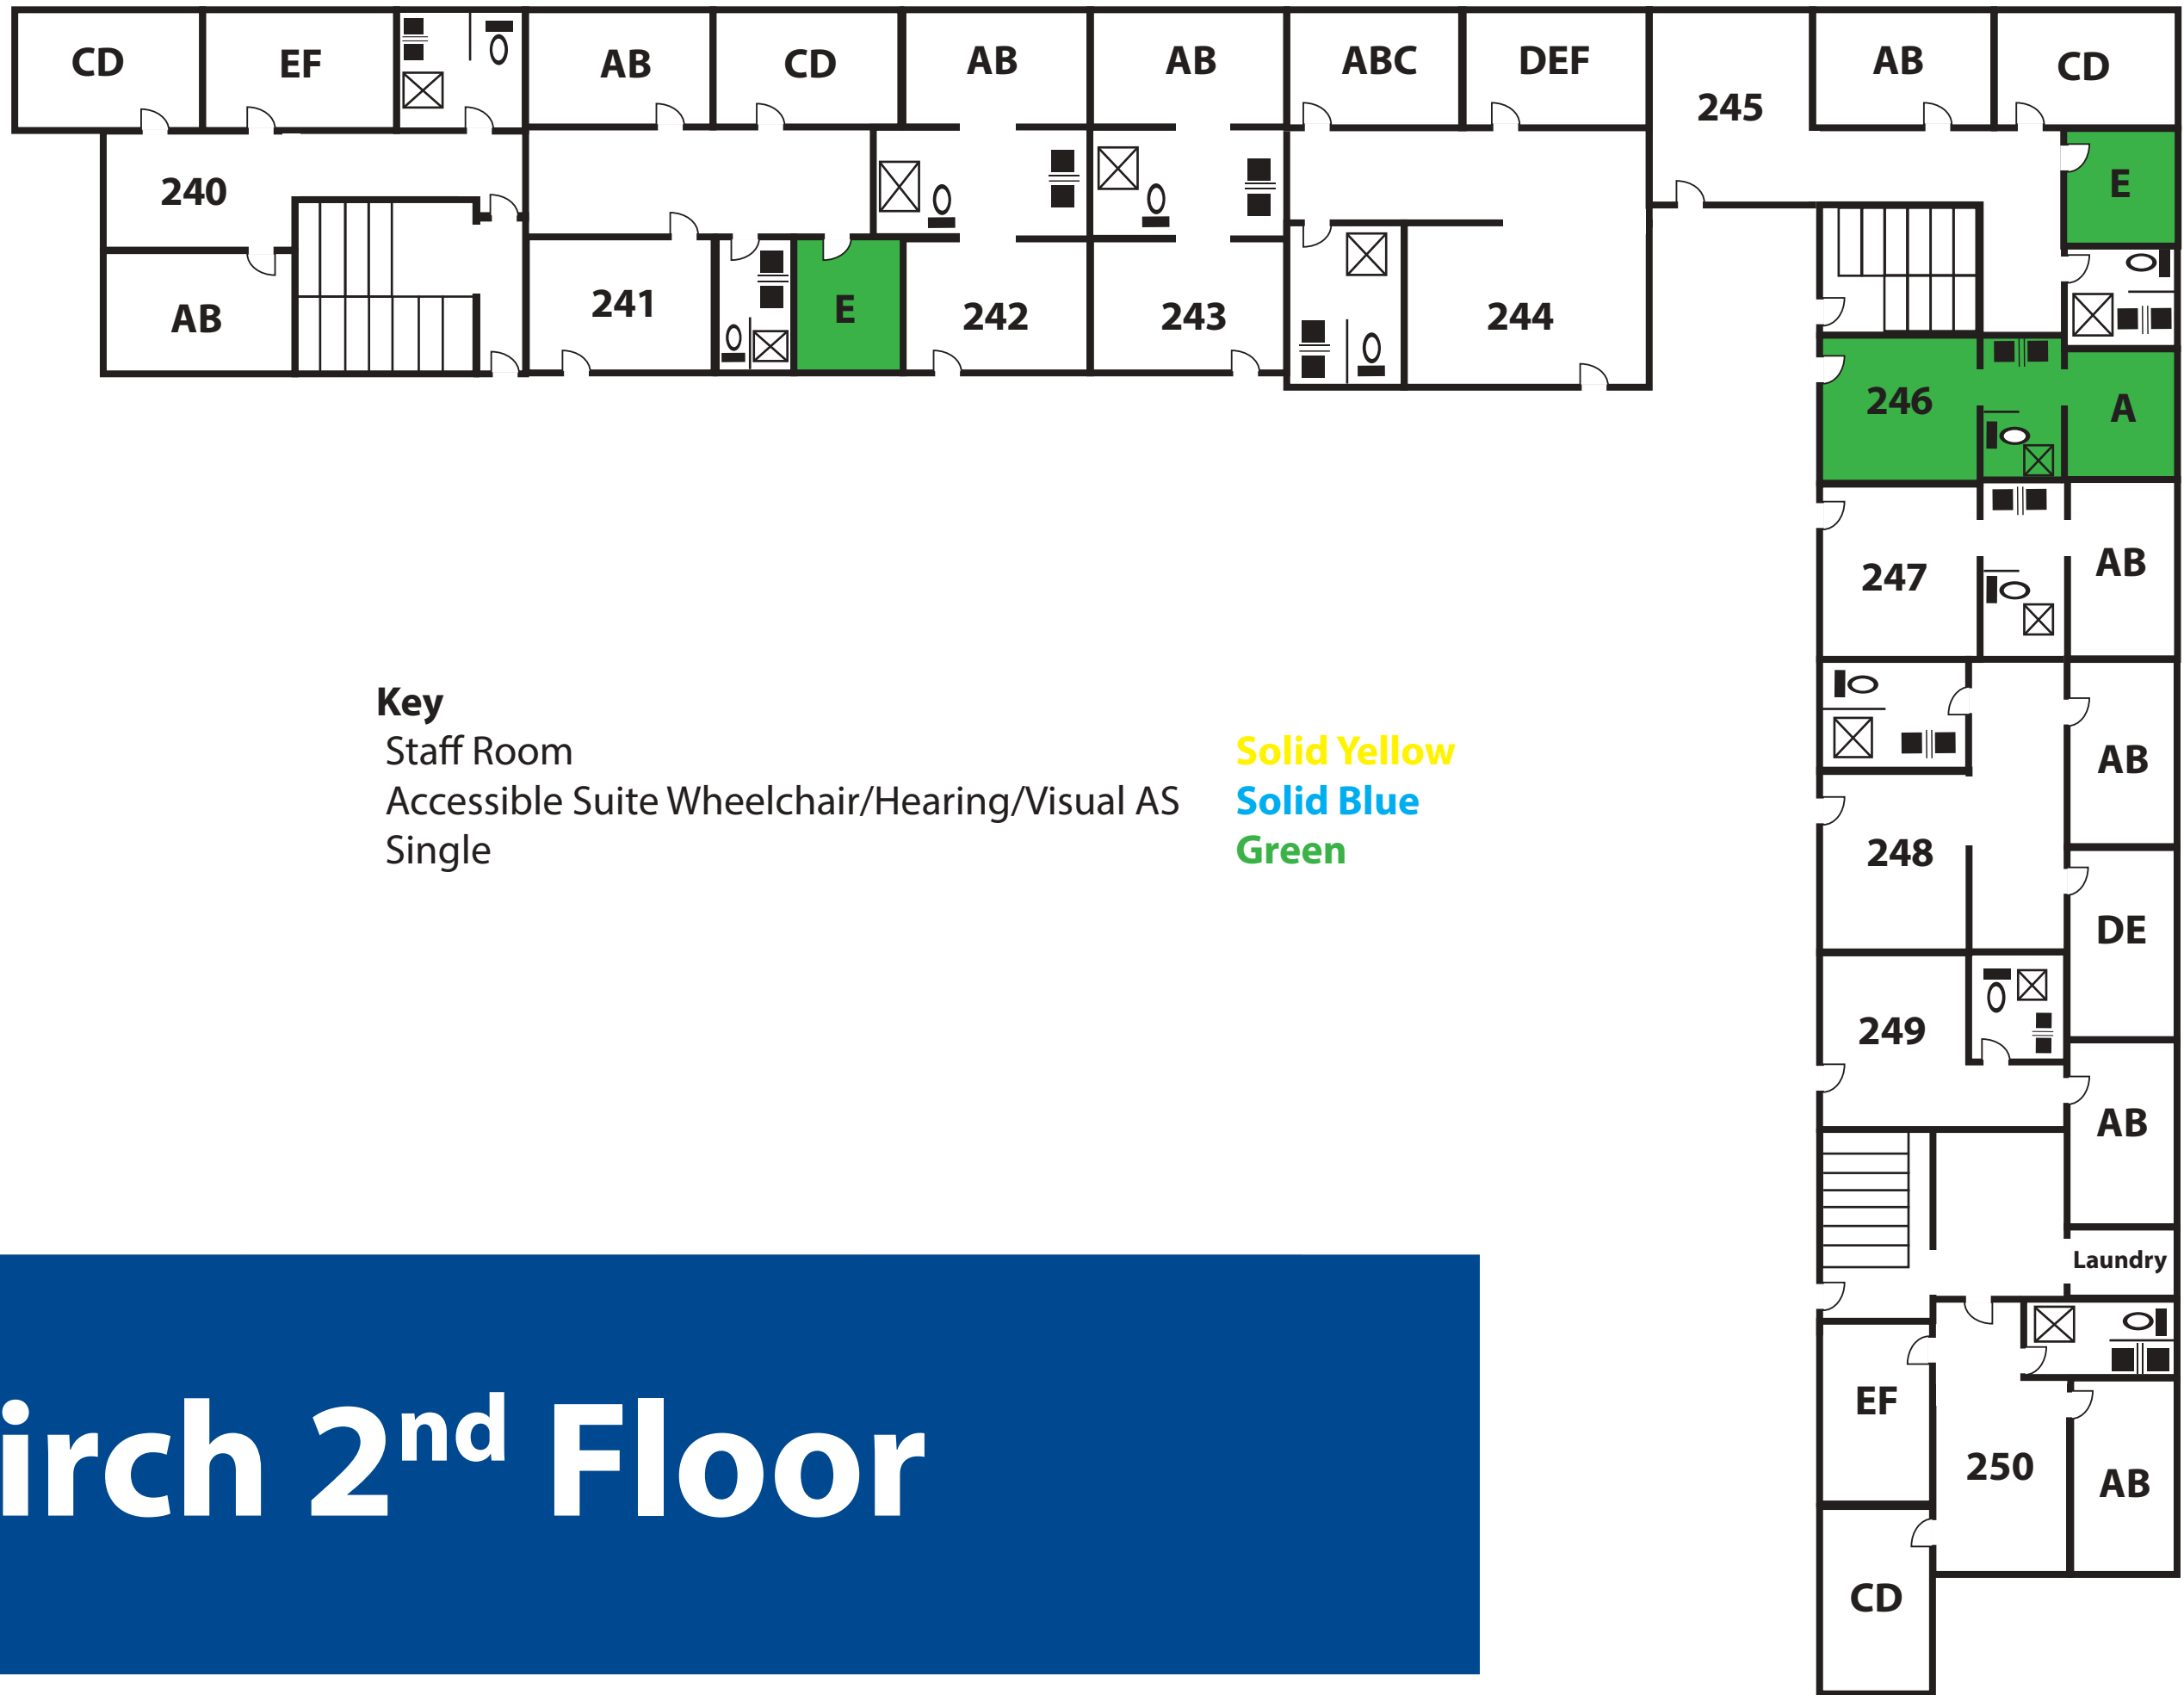 CD EF AB CD AB AB ABC DEF 245 AB CD
240 E
AB 241 E 242 243 244
246 A
247 AB
Key
Staff Room Solid Yellow
Accessible Suite Wheelchair/Hearing/Visual AS Solid Blue
Single Green
AB
248
DE
249
AB
Laundry
EF
250
AB
CD
irch 2nd Floor